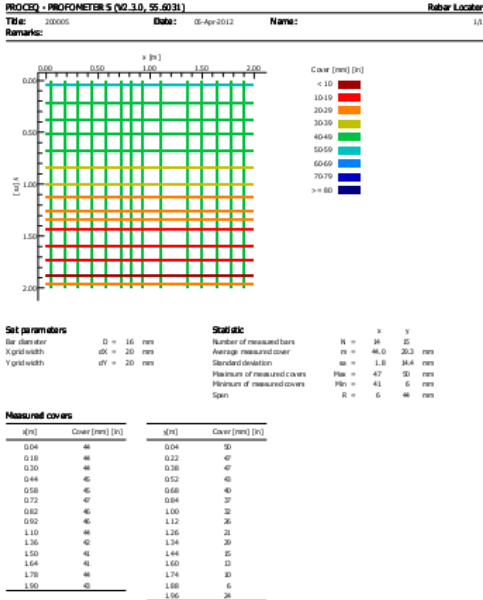 PROCEQ - PROFOMETER 5 (V2.3.0, 55.6031) Rebar Locater
Title: 200005 Date: 05-Apr-2012 Name: 1/1
Remarks:
x [m]
0.00 0.50 1.00 1.50 2.00
0.00
0.50
1.00
1.50
2.00
Cover [mm] [in]
< 10
10-19
20-29
30-39
40-49
50-59
60-69
70-79
>= 80
Set parameters
Bar diameter D = 16 mm
X grid width dX = 20 mm
Y grid width dY = 20 mm
Statistic x y
Number of measured bars N = 14 15
Average measured cover m = 44.0 29.3 mm
Standard deviation = 1.8 14.4 mm
Maximum of measured covers Max = 47 50 mm
Minimum of measured covers Min = 41 6 mm
Span R = 6 44 mm
Measured covers
x[m] Cover [mm] [in] y[m] Cover [mm] [in]
0.04 44 0.04 50
0.18 44 0.22 47
0.30 44 0.38 47
0.44 45 0.52 43
0.58 45 0.68 40
0.72 47 0.84 37
0.82 46 1.00 32
0.92 46 1.12 26
1.10 44 1.26 21
1.36 42 1.34 29
1.50 41 1.44 15
1.64 41 1.60 13
1.78 44 1.74 10
1.90 43 1.88 6
1.96 24